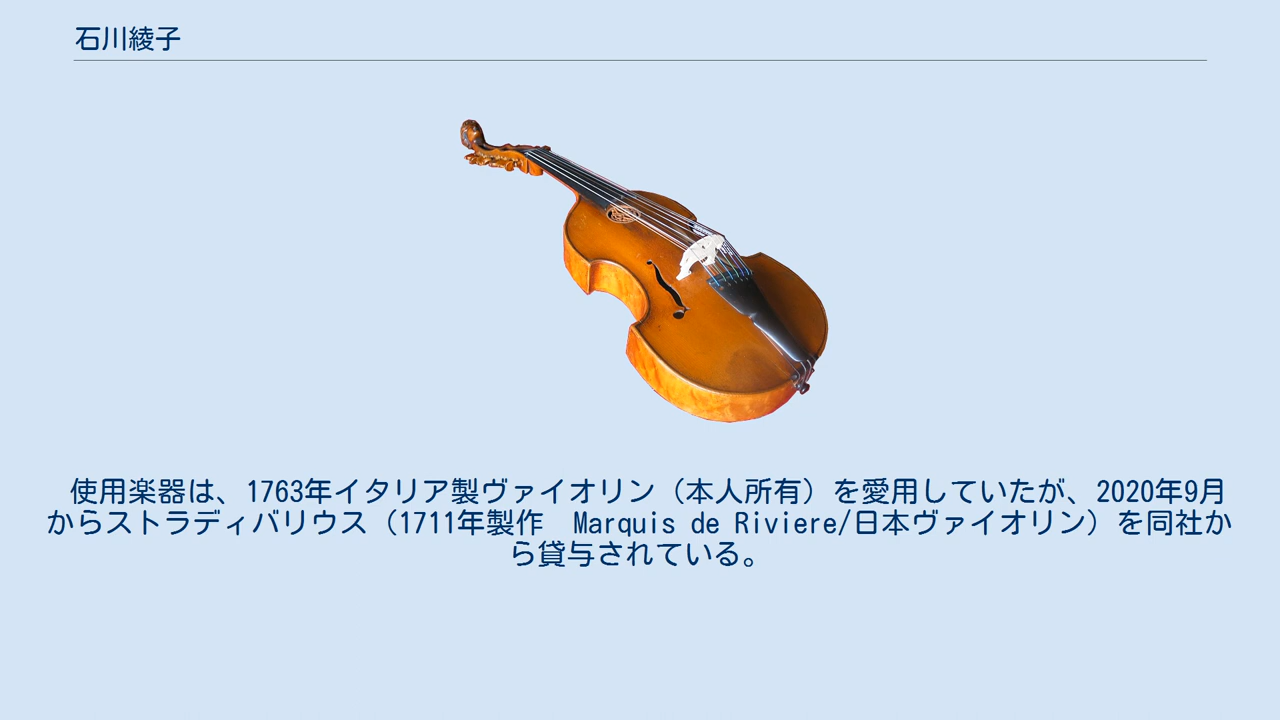 石川綾子
使用楽器は、1763年イタリア製ヴァイオリン（本人所有）を愛用していたが、2020年9月
からストラディバリウス（1711年製作　Marquis de Riviere/日本ヴァイオリン）を同社か
ら貸与されている。